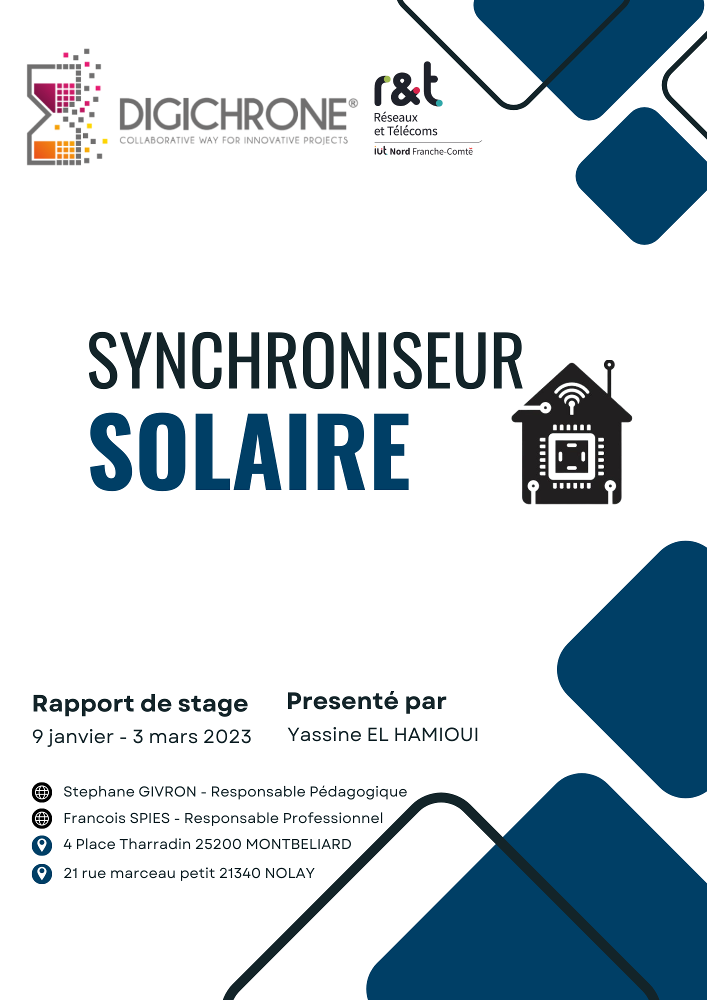 DIGICHRONE®
COLLABORATIVE WAY FOR INNOVATIVE PROJECTS
r&t
Réseaux
et Télécoms
iut Nord Franche-Comté
SYNCHRONISEUR
SOLAIRE
Rapport de stage
9 janvier - 3 mars 2023
Presenté par
Yassine EL HAMIOUI
Stephane GIVRON - Responsable Pédagogique
Francois SPIES - Responsable Professionnel
4 Place Tharradin 25200 MONTBELIARD
21 rue marceau petit 21340 NOLAY